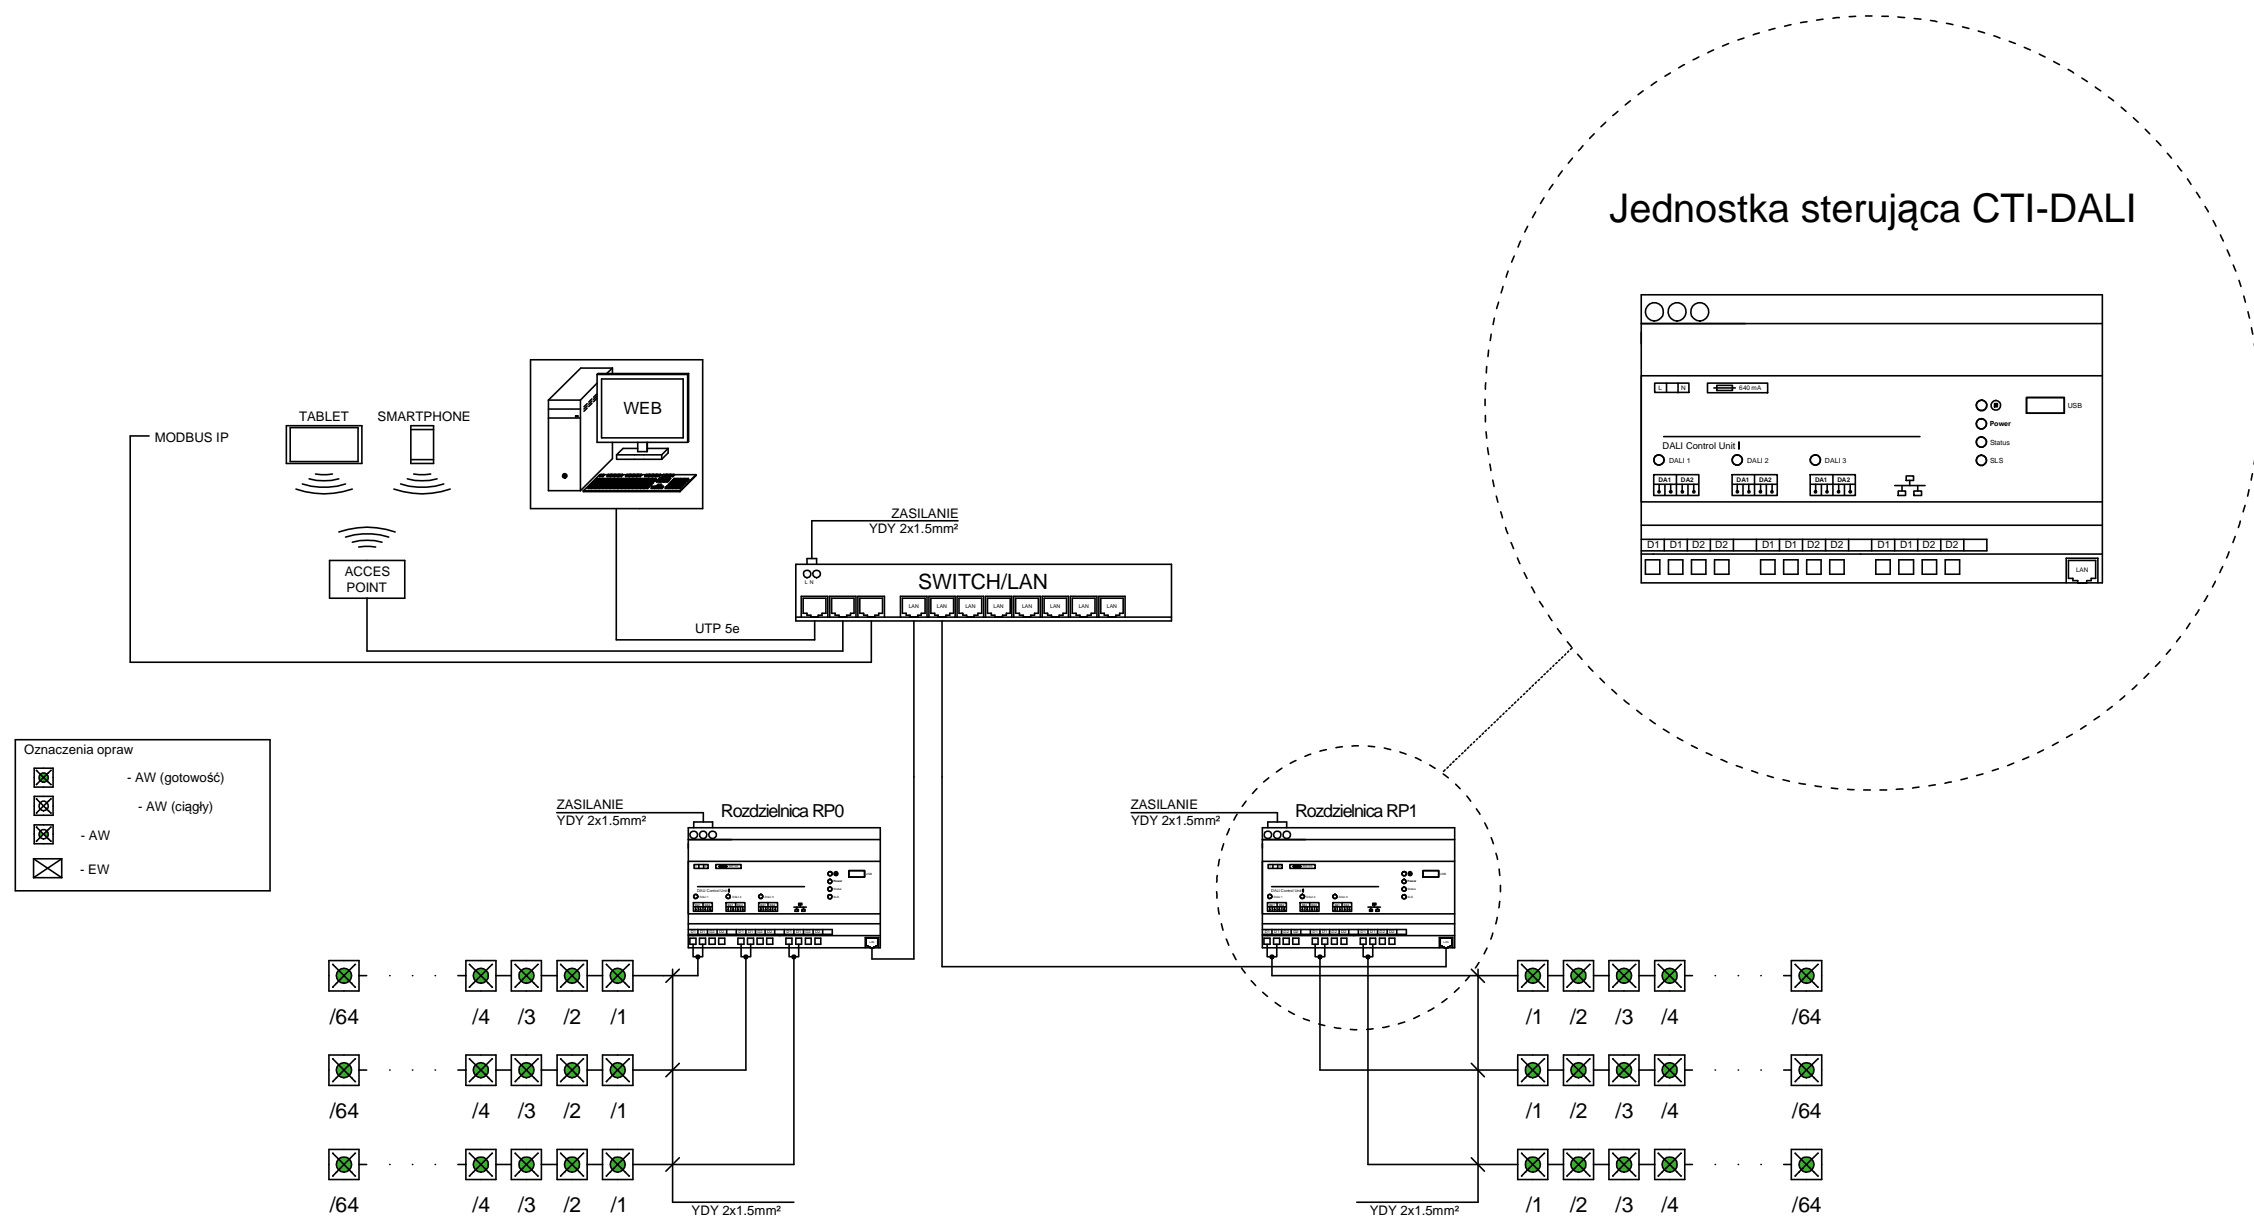 Jednostka sterująca CTI-DALI
L N
640 mA
USB
Power
Status
SLS
DALI Control Unit I
DALI 1
DALI 2
DALI 3
DA1 DA2
DA1 DA2
DA1 DA2
D1 D1 D2 D2 D1 D1 D2 D2 D1 D1 D2 D2
LAN
TABLET
SMARTPHONE
WEB
MODBUS IP
ACCES
POINT
ZASILANIE
YDY 2x1.5mm²
L N
SWITCH/LAN
LAN LAN LAN LAN LAN LAN LAN LAN
UTP 5e
Oznaczenia opraw
- AW (gotowość)
- AW (ciągły)
- AW
- EW
ZASILANIE
YDY 2x1.5mm²
Rozdzielnica RP0
DALI Control Unit I
ZASILANIE
YDY 2x1.5mm²
Rozdzielnica RP1
DALI Control Unit I
/64 /4 /3 /2 /1
/64 /4 /3 /2 /1
/64 /4 /3 /2 /1
YDY 2x1.5mm²
/1 /2 /3 /4 /64
/1 /2 /3 /4 /64
/1 /2 /3 /4 /64
YDY 2x1.5mm²